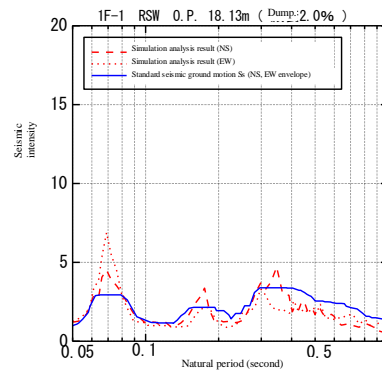 1F-1 RSW O.P. 18.13m ( Dump.: 2.0% )
20
Simulation analysis result (NS)
Simulation analysis result (EW)
Standard seismic ground motion Ss (NS, EW envelope)
15
Seismic
intensity
10
5
0
0.05 0.1 0.5
Natural period (second)